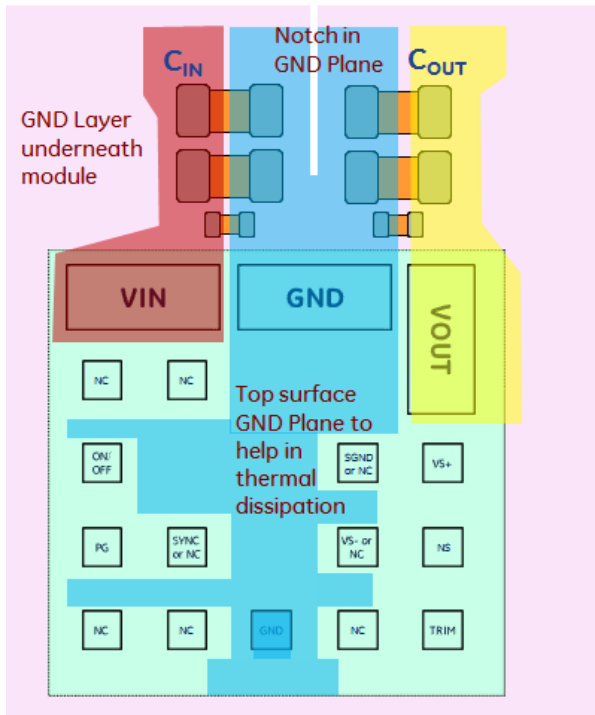 Notch in
GND Plane
CIN
COUT
GND Layer
underneath
module
VIN
GND
VOUT
NC
NC
Top surface
GND Plane to
help in
thermal
dissipation
ON/
OFF
SGND
or NC
VS+
PG
SYNC
or NC
VS- or
NC
NS
NC
NC
GND
NC
TRIM